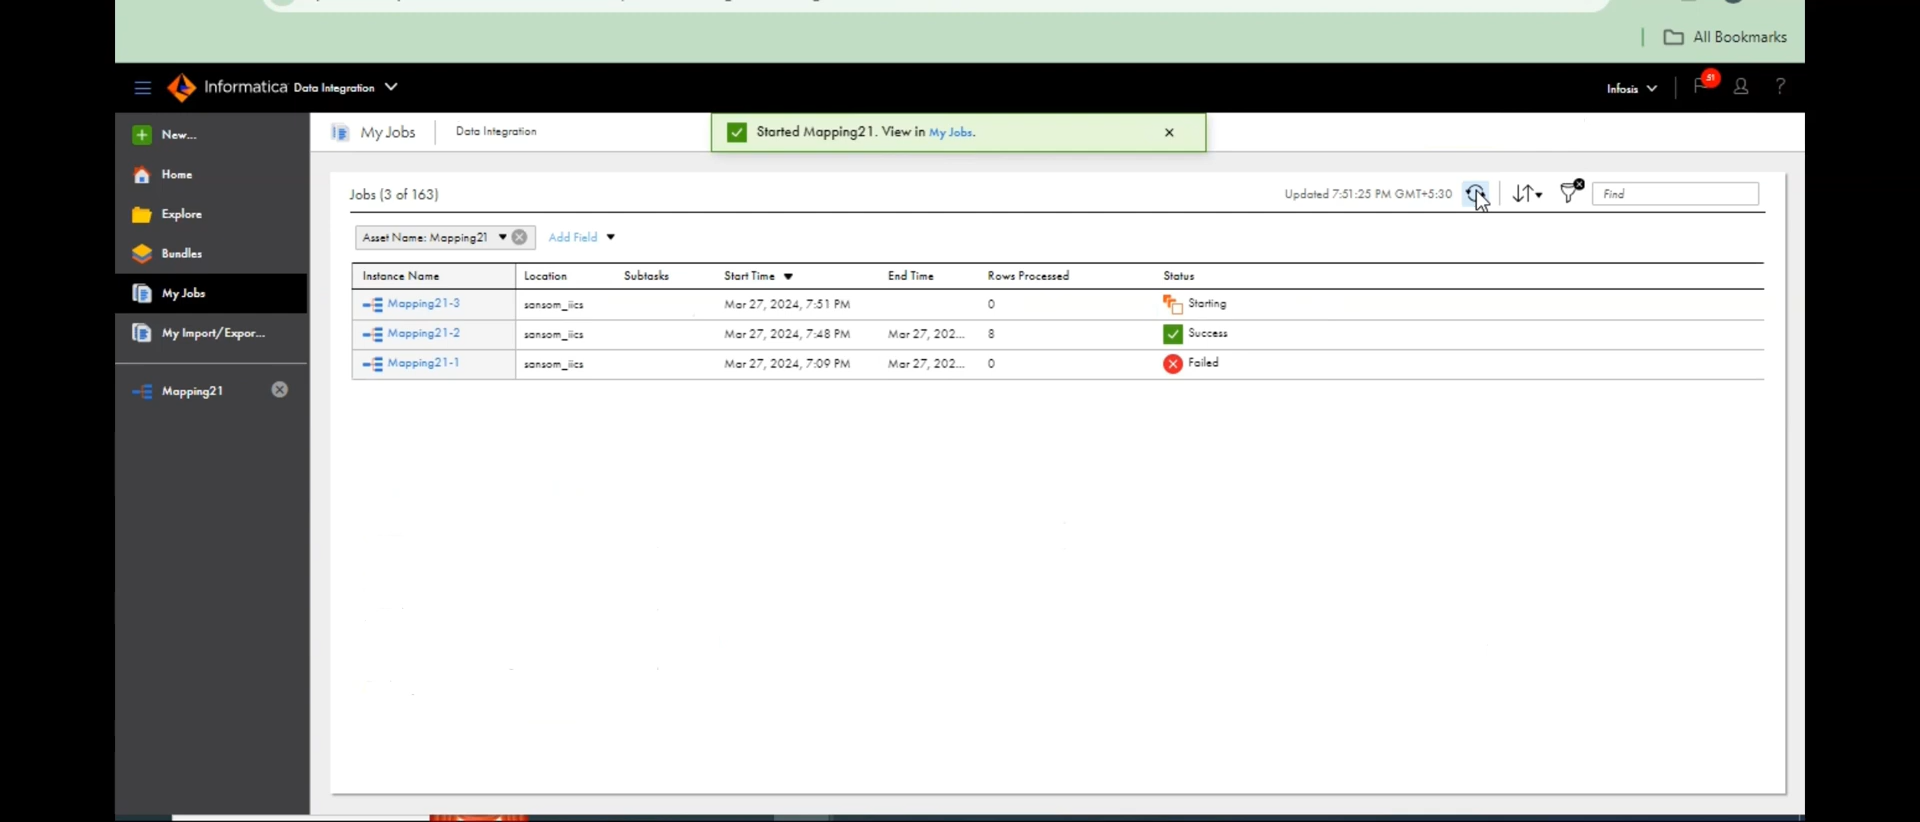 All Bookmarks
Informatica Data Integration
Infosis
51
?
New...
Home
Explore
Bundles
My Jobs
My Import/Expor...
Mapping21
My Jobs
Data Integration
Started Mapping21. View in My Jobs.
Jobs (3 of 163)
Updated 7:51:25 PM GMT+5:30
Find
Asset Name: Mapping21
Add Field
Instance Name Location Subtasks Start Time End Time Rows Processed Status
Mapping21-3 sansom_iics Mar 27, 2024, 7:51 PM 0 Starting
Mapping21-2 sansom_iics Mar 27, 2024, 7:48 PM Mar 27, 202... 8 Success
Mapping21-1 sansom_iics Mar 27, 2024, 7:09 PM Mar 27, 202... 0 Failed